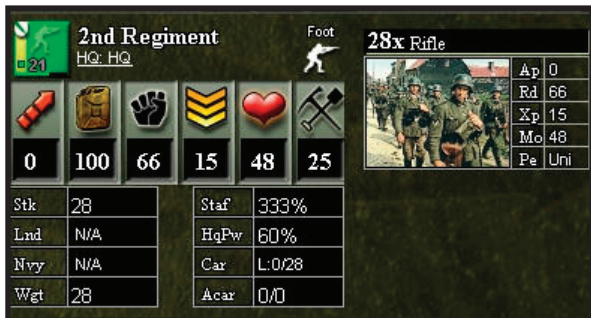 21
2nd Regiment
HQ: HQ
Foot
0 100 66 15 48 25
Stk 28 Staf 333%
Lnd N/A HqPw 60%
Nvy N/A Car L:0/28
Wgt 28 Acar 0/0
28x Rifle
Ap 0
Rd 66
Xp 15
Mo 48
Pe Uni